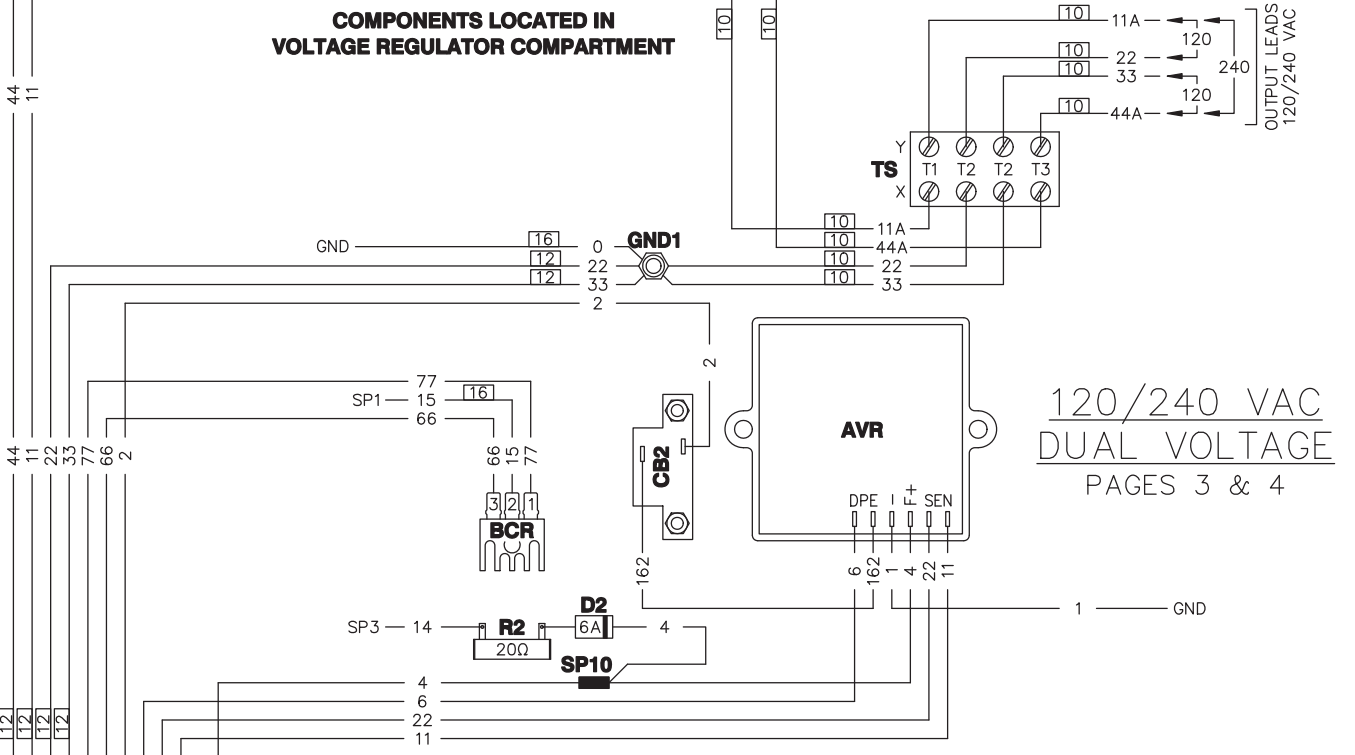 COMPONENTS LOCATED IN
VOLTAGE REGULATOR COMPARTMENT
10
10
10
11A
120
10
22
240
10
33
120
10
44A
OUTPUT LEADS
120/240 VAC
44
11
Y
TS
T1 T2 T2 T3
X
10
11A
10
44A
10
22
10
33
GND
16
0
GND1
12
22
12
33
2
2
77
SP1
15
16
66
44
11
22
33
77
66
2
66
15
77
3 2 1
BCR
CB2
162
AVR
DPE – F+ SEN
6
162
1
4
22
11
120/240 VAC
DUAL VOLTAGE
PAGES 3 & 4
1
GND
SP3
14
R2
20Ω
D2
6A
4
SP10
4
6
22
11
12
12
12
12